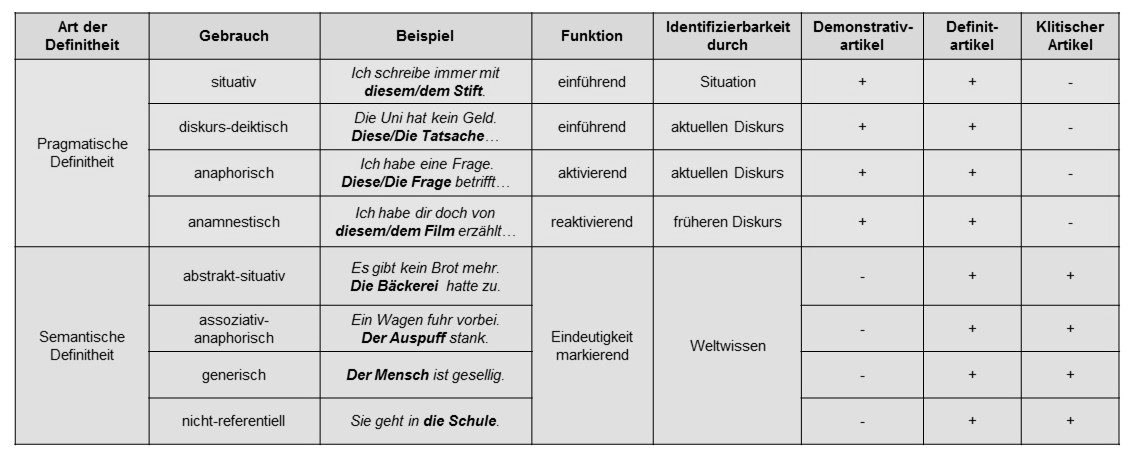 Art der Definitheit | Gebrauch | Beispiel | Funktion | Identifizierbarkeit durch | Demonstrativ-artikel | Definit-artikel | Klitischer Artikel
Pragmatische Definitheit | situativ | Ich schreibe immer mit diesem/dem Stift. | einführend | Situation | + | + | -
diskurs-deiktisch | Die Uni hat kein Geld. Diese/Die Tatsache… | einführend | aktuellen Diskurs | + | + | -
anaphorisch | Ich habe eine Frage. Diese/Die Frage betrifft… | aktivierend | aktuellen Diskurs | + | + | -
anamnestisch | Ich habe dir doch von diesem/dem Film erzählt… | reaktivierend | früheren Diskurs | + | + | -
Semantische Definitheit | abstrakt-situativ | Es gibt kein Brot mehr. Die Bäckerei hatte zu. | Eindeutigkeit markierend | Weltwissen | - | + | +
assoziativ-anaphorisch | Ein Wagen fuhr vorbei. Der Auspuff stank. | - | + | +
generisch | Der Mensch ist gesellig. | - | + | +
nicht-referentiell | Sie geht in die Schule. | - | + | +